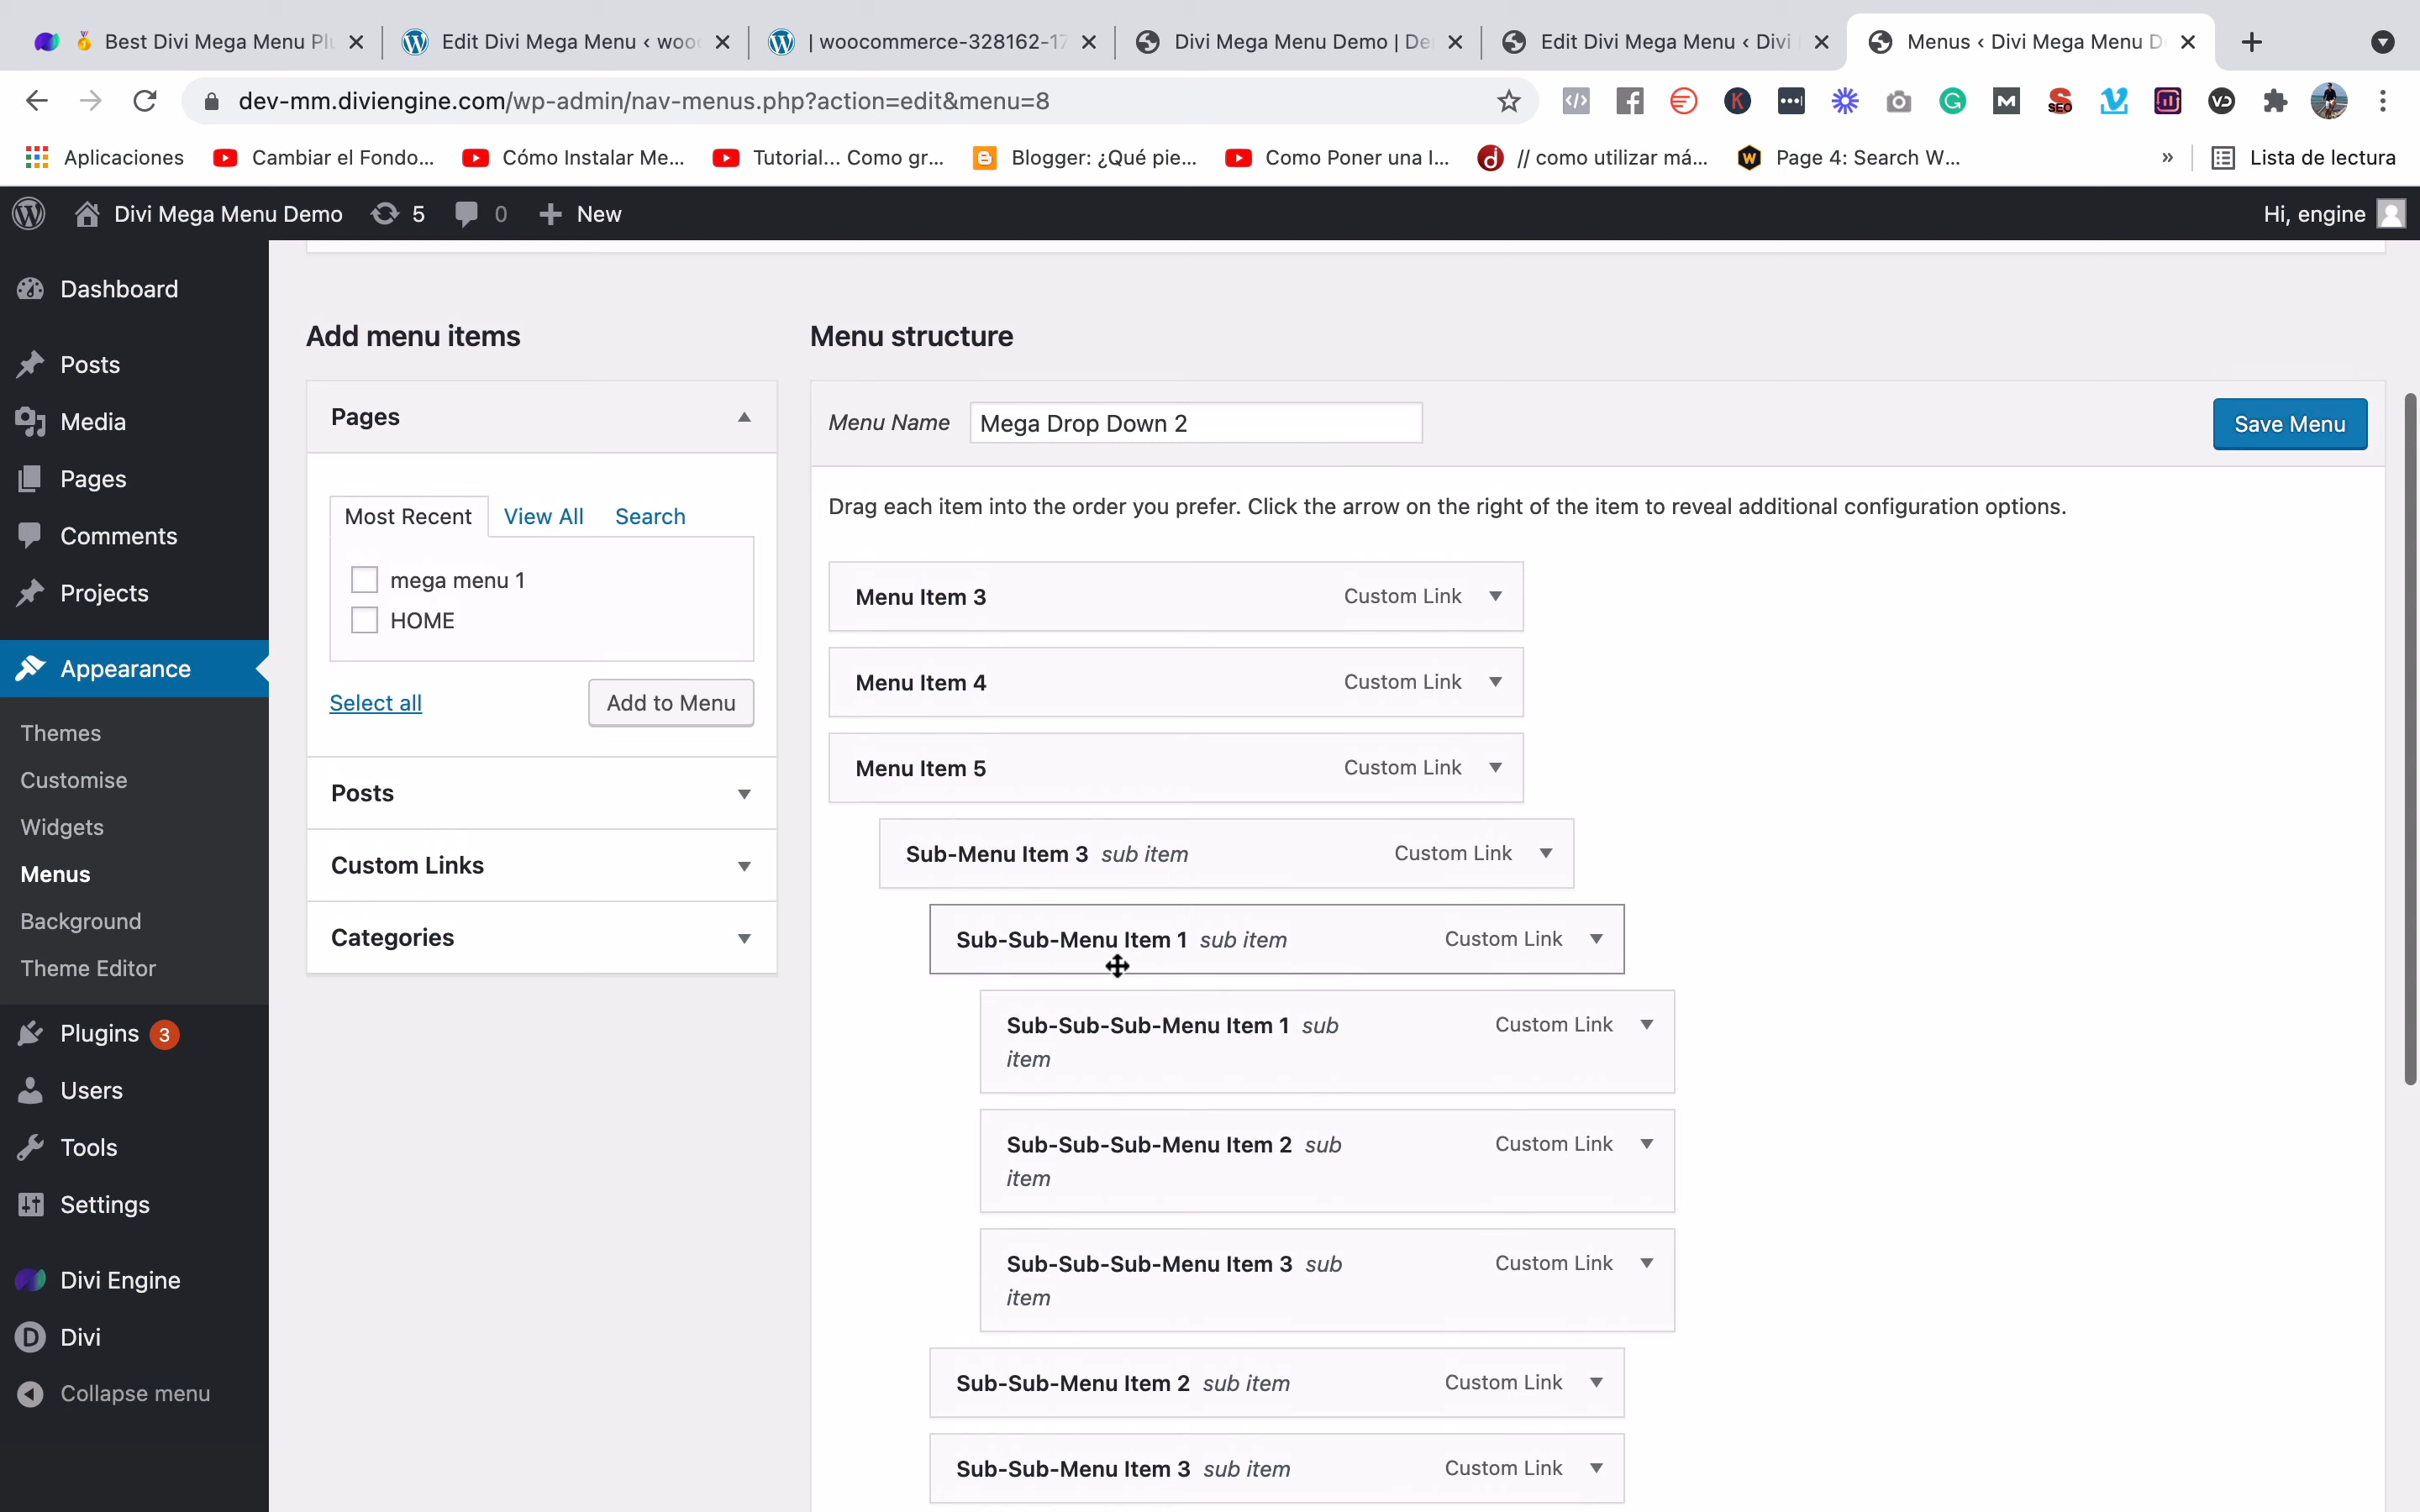 Best Divi Mega Menu Pl
Edit Divi Mega Menu ‹ woo
| woocommerce-328162-17
Divi Mega Menu Demo | De
Edit Divi Mega Menu ‹ Divi
Menus ‹ Divi Mega Menu D
dev-mm.diviengine.com/wp-admin/nav-menus.php?action=edit&menu=8
Aplicaciones
Cambiar el Fondo...
Cómo Instalar Me...
Tutorial... Como gr...
Blogger: ¿Qué pie...
Como Poner una I...
// como utilizar má...
Page 4: Search W...
»
Lista de lectura
Divi Mega Menu Demo
5
0
New
Hi, engine
Dashboard
Posts
Media
Pages
Comments
Projects
Appearance
Themes
Customise
Widgets
Menus
Background
Theme Editor
Plugins 3
Users
Tools
Settings
Divi Engine
Divi
Collapse menu
Add menu items
Pages
Most Recent
View All
Search
mega menu 1
HOME
Select all
Add to Menu
Posts
Custom Links
Categories
Menu structure
Menu Name
Mega Drop Down 2
Save Menu
Drag each item into the order you prefer. Click the arrow on the right of the item to reveal additional configuration options.
Menu Item 3
Custom Link
Menu Item 4
Custom Link
Menu Item 5
Custom Link
Sub-Menu Item 3 sub item
Custom Link
Sub-Sub-Menu Item 1 sub item
Custom Link
Sub-Sub-Sub-Menu Item 1 sub
item
Custom Link
Sub-Sub-Sub-Menu Item 2 sub
item
Custom Link
Sub-Sub-Sub-Menu Item 3 sub
item
Custom Link
Sub-Sub-Menu Item 2 sub item
Custom Link
Sub-Sub-Menu Item 3 sub item
Custom Link